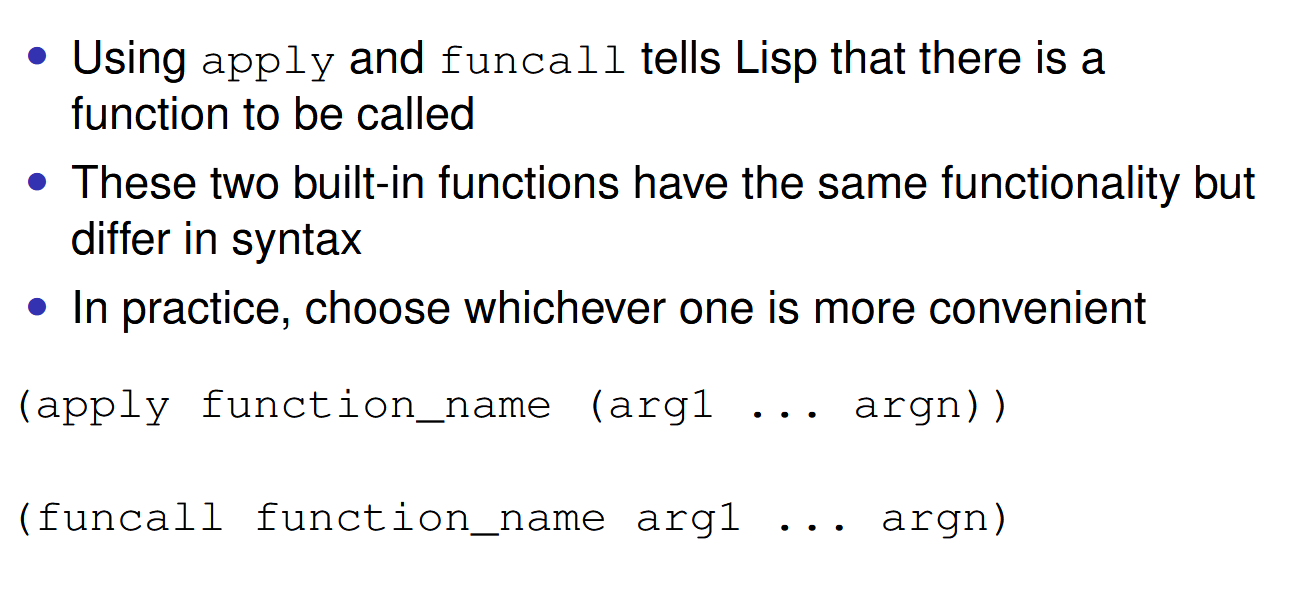 • Using apply and funcall tells Lisp that there is a
function to be called
• These two built-in functions have the same functionality but
differ in syntax
• In practice, choose whichever one is more convenient
(apply function_name (arg1 ... argn))
(funcall function_name arg1 ... argn)